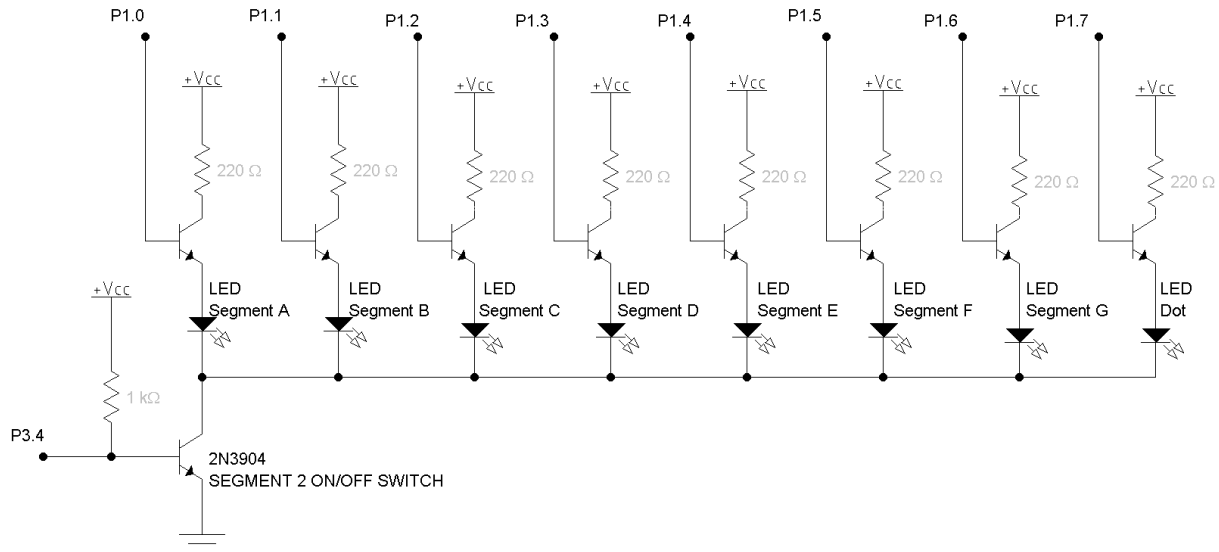 P1.0
P1.1
P1.2
P1.3
P1.4
P1.5
P1.6
P1.7
+Vcc
+Vcc
+Vcc
+Vcc
+Vcc
+Vcc
+Vcc
+Vcc
220 Ω
220 Ω
220 Ω
220 Ω
220 Ω
220 Ω
220 Ω
220 Ω
LED
Segment A
LED
Segment B
LED
Segment C
LED
Segment D
LED
Segment E
LED
Segment F
LED
Segment G
LED
Dot
+Vcc
1 kΩ
P3.4
2N3904
SEGMENT 2 ON/OFF SWITCH